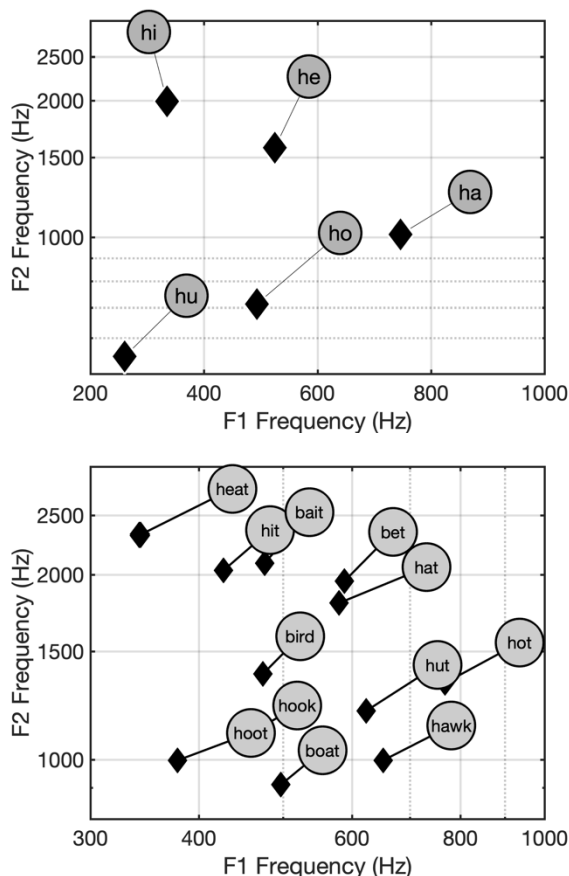 hi
2500
he
2000
F2 Frequency (Hz)
1500
ha
ho
1000
hu
200 400 600 800 1000
F1 Frequency (Hz)
heat
2500
bait
hit
bet
2000
hat
F2 Frequency (Hz)
bird
1500
hot
hut
hook
hoot
hawk
boat
1000
300 400 600 800 1000
F1 Frequency (Hz)